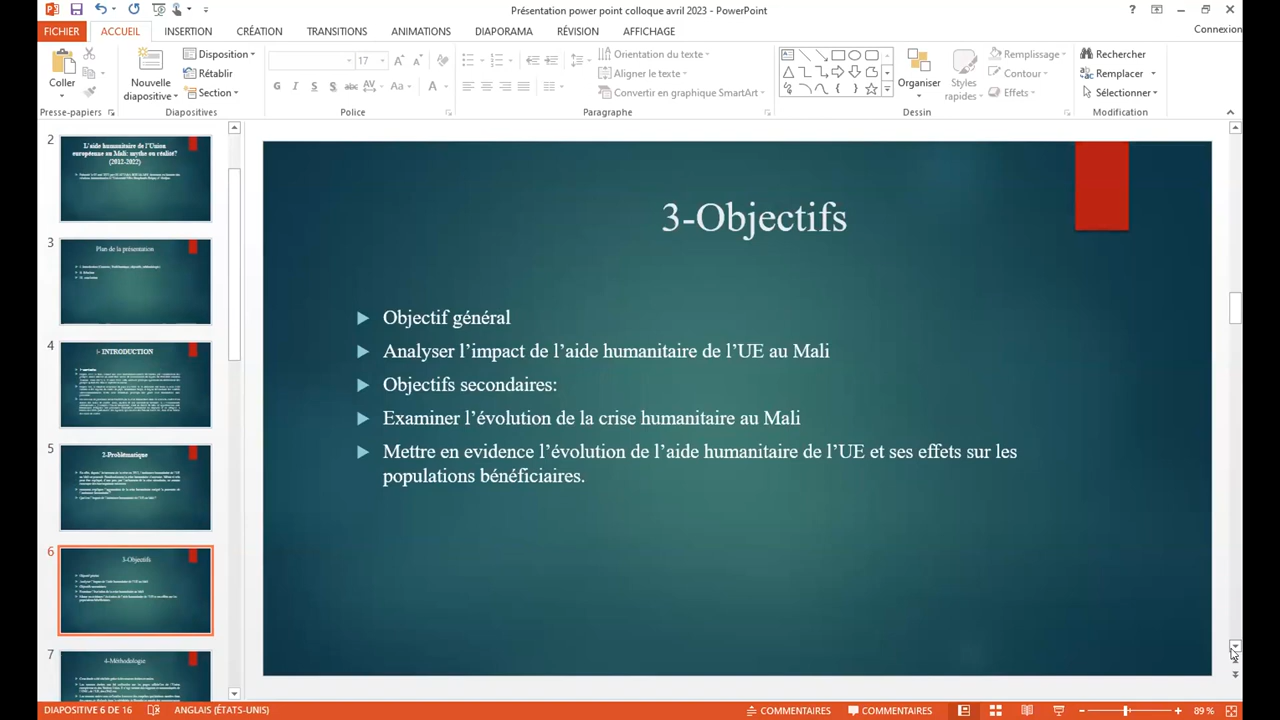 Présentation power point colloque avril 2023 - PowerPoint
FICHIER ACCUEIL INSERTION CRÉATION TRANSITIONS ANIMATIONS DIAPORAMA RÉVISION AFFICHAGE Connexion
Coller
Nouvelle diapositive
Disposition
Rétablir
Section
17
G I S S abc AV Aa A
Orientation du texte
Aligner le texte
Convertir en graphique SmartArt
Organiser
Styles rapides
Remplissage
Contour
Effets
Rechercher
Remplacer
Sélectionner
Presse-papiers Diapositives Police Paragraphe Dessin Modification
2
L'aide humanitaire de l'Union
européenne au Mali: mythe ou réalité?
(2012-2022)
3
Plan de la présentation
4
I- INTRODUCTION
5
2-Problématique
6
3-Objectifs
7
4-Méthodologie
3-Objectifs
Objectif général
Analyser l’impact de l’aide humanitaire de l’UE au Mali
Objectifs secondaires:
Examiner l’évolution de la crise humanitaire au Mali
Mettre en evidence l’évolution de l’aide humanitaire de l’UE et ses effets sur les
populations bénéficiaires.
DIAPOSITIVE 6 DE 16 ANGLAIS (ÉTATS-UNIS) COMMENTAIRES COMMENTAIRES 89 %